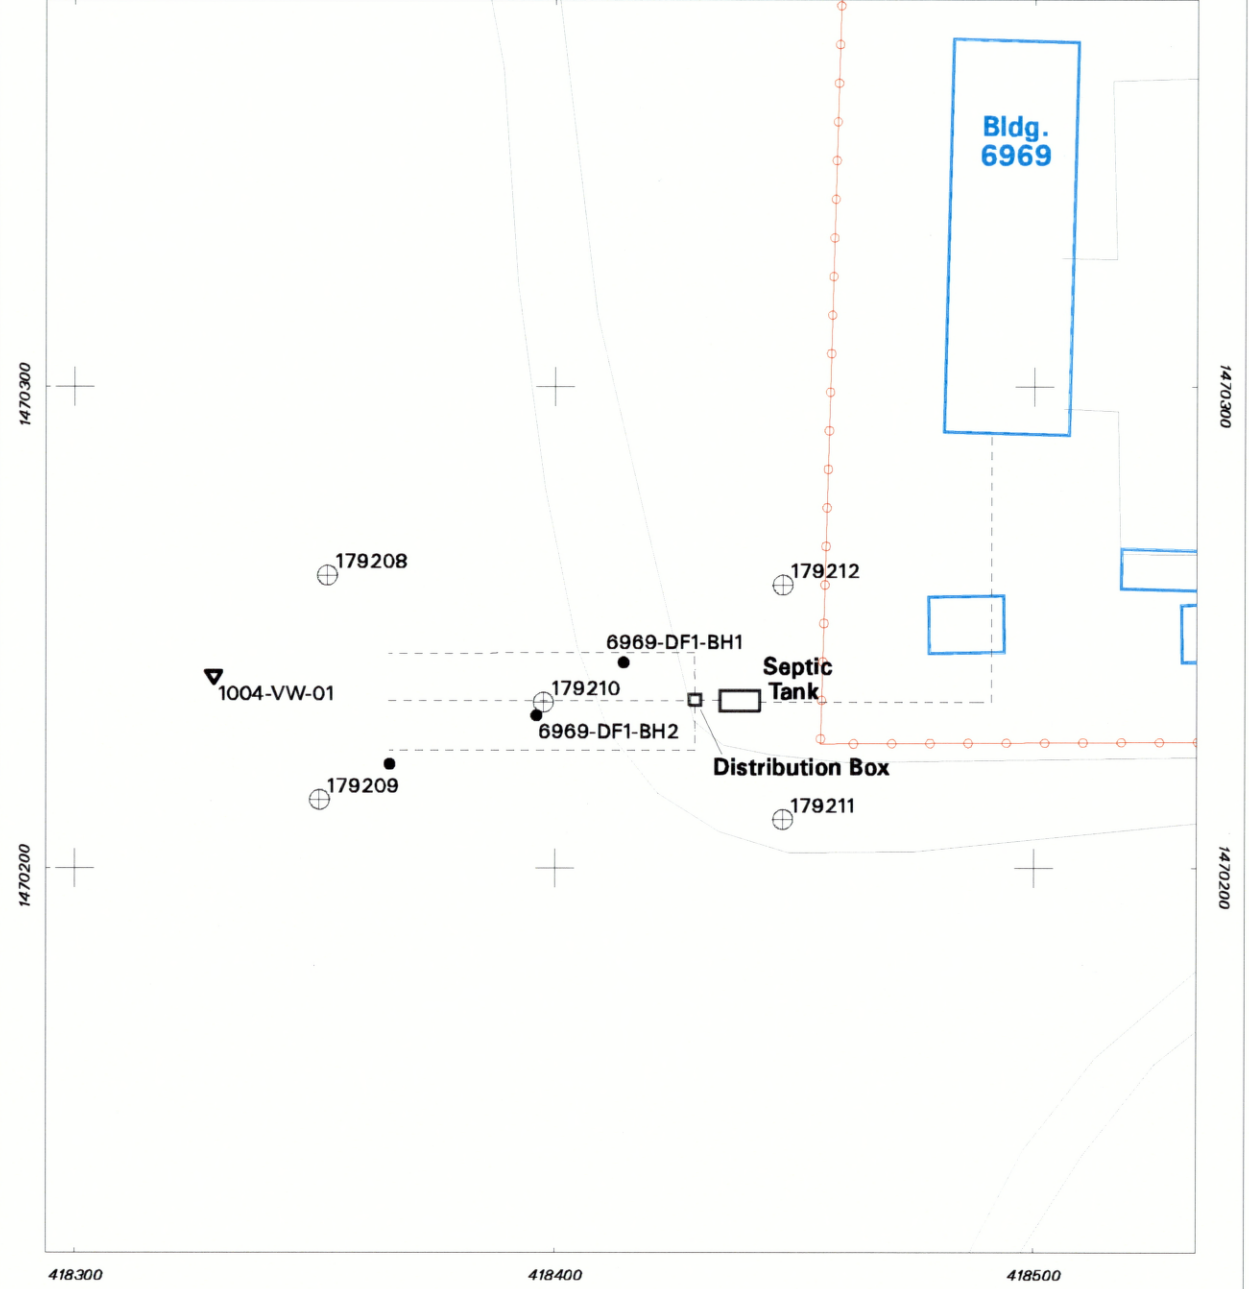 Bldg.
6969
1470300
1470300
179208
179212
6969-DF1-BH1
Septic
Tank
1004-VW-01
179210
6969-DF1-BH2
Distribution Box
179209
179211
1470200
1470200
418300
418400
418500